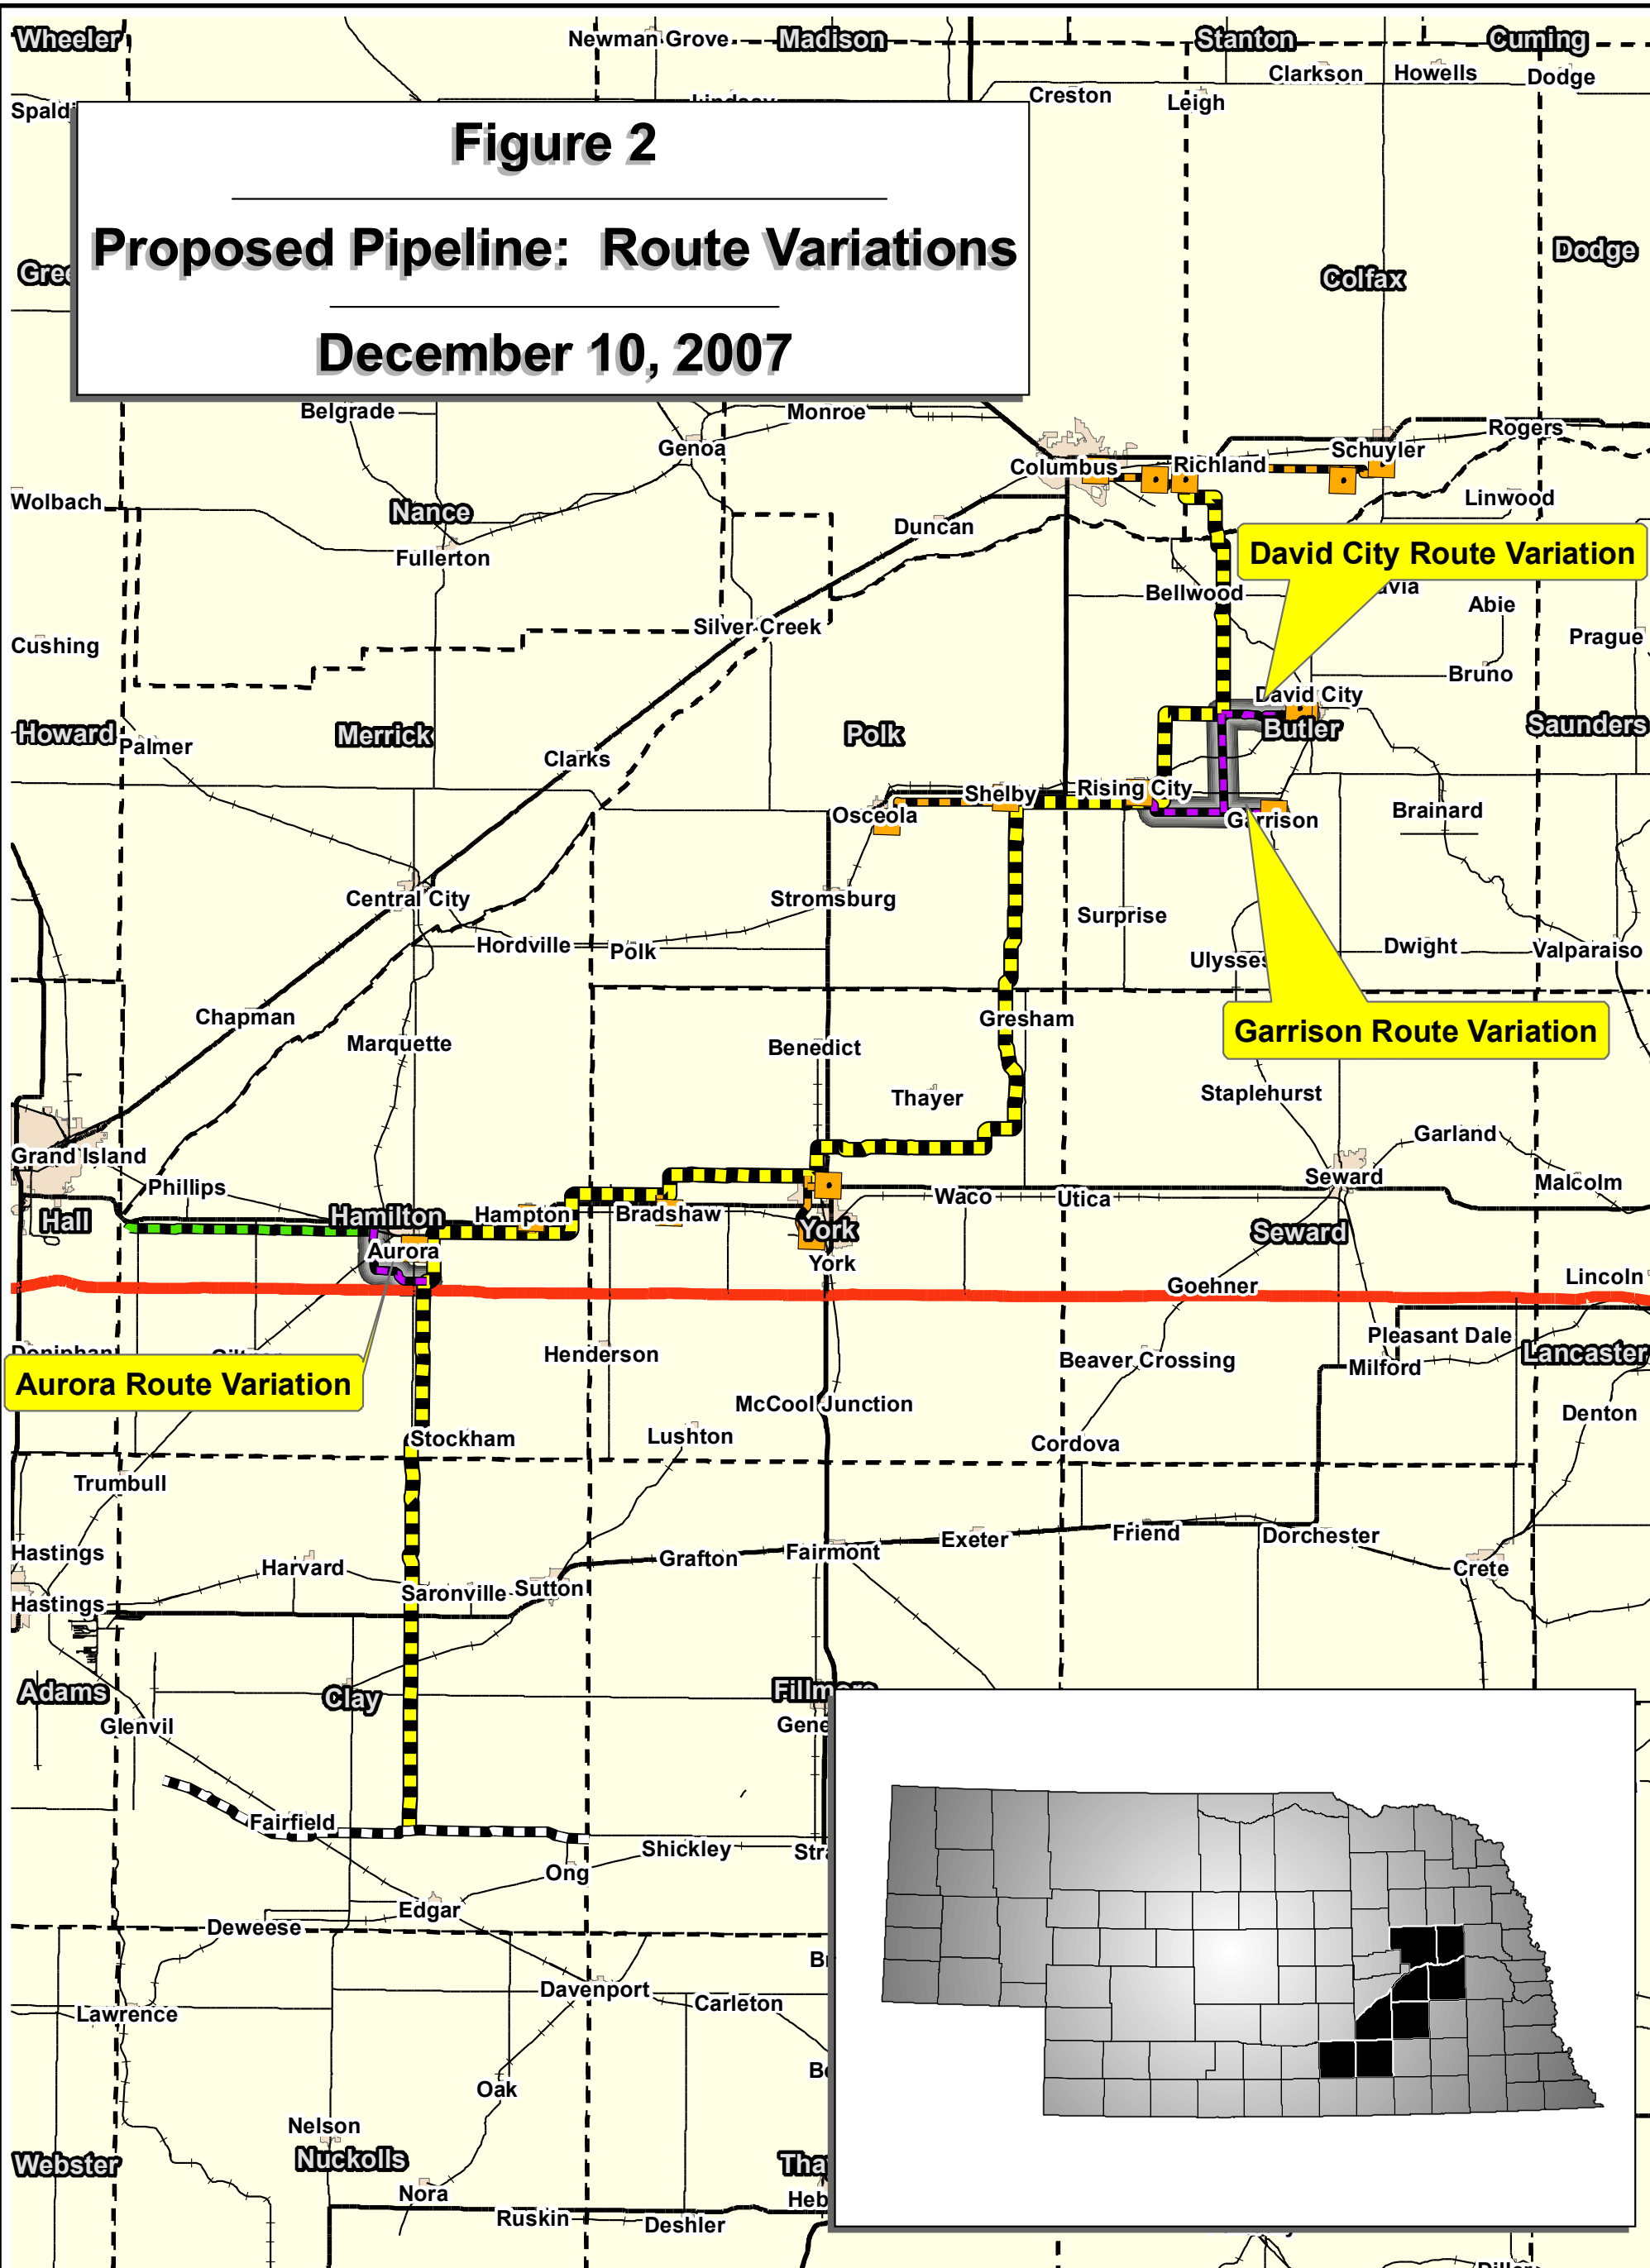 Wheeler
Newman Grove
Madison
Stanton
Cuming
Clarkson
Howells
Dodge
Creston
Leigh
Figure 2
Proposed Pipeline: Route Variations
December 10, 2007
Dodge
Colfax
Belgrade
Monroe
Genoa
Rogers
Schuyler
Columbus
Richland
Wolbach
Nance
Linwood
Duncan
Fullerton
David City Route Variation
Bellwood
Abie
Silver Creek
Prague
Cushing
Bruno
David City
Howard
Palmer
Merrick
Polk
Butler
Saunders
Clarks
Shelby
Rising City
Osceola
Garrison
Brainard
Central City
Stromsburg
Surprise
Hordville
Polk
Ulysses
Dwight
Valparaiso
Chapman
Gresham
Garrison Route Variation
Marquette
Benedict
Thayer
Staplehurst
Garland
Grand Island
Phillips
Seward
Malcolm
Waco
Utica
Hall
Hamilton
Hampton
Bradshaw
York
Seward
Aurora
York
Goehner
Lincoln
Henderson
Pleasant Dale
Beaver Crossing
Milford
Lancaster
Aurora Route Variation
McCool Junction
Denton
Stockham
Lushton
Cordova
Trumbull
Hastings
Harvard
Grafton
Fairmont
Exeter
Friend
Dorchester
Crete
Hastings
Saronville
Sutton
Adams
Clay
Glenvil
Fairfield
Shickley
Ong
Edgar
Deweese
Davenport
Carleton
Lawrence
Oak
Nelson
Nuckolls
Webster
Nora
Ruskin
Deshler